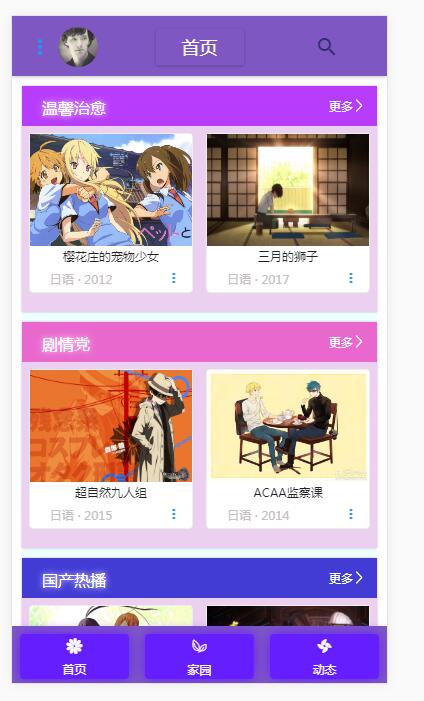 首页
温馨治愈
更多
樱花庄的宠物少女
日语 · 2012
三月的狮子
日语 · 2017
剧情党
更多
超自然九人组
日语 · 2015
ACAA监察课
日语 · 2014
国产热播
更多
首页
家园
动态